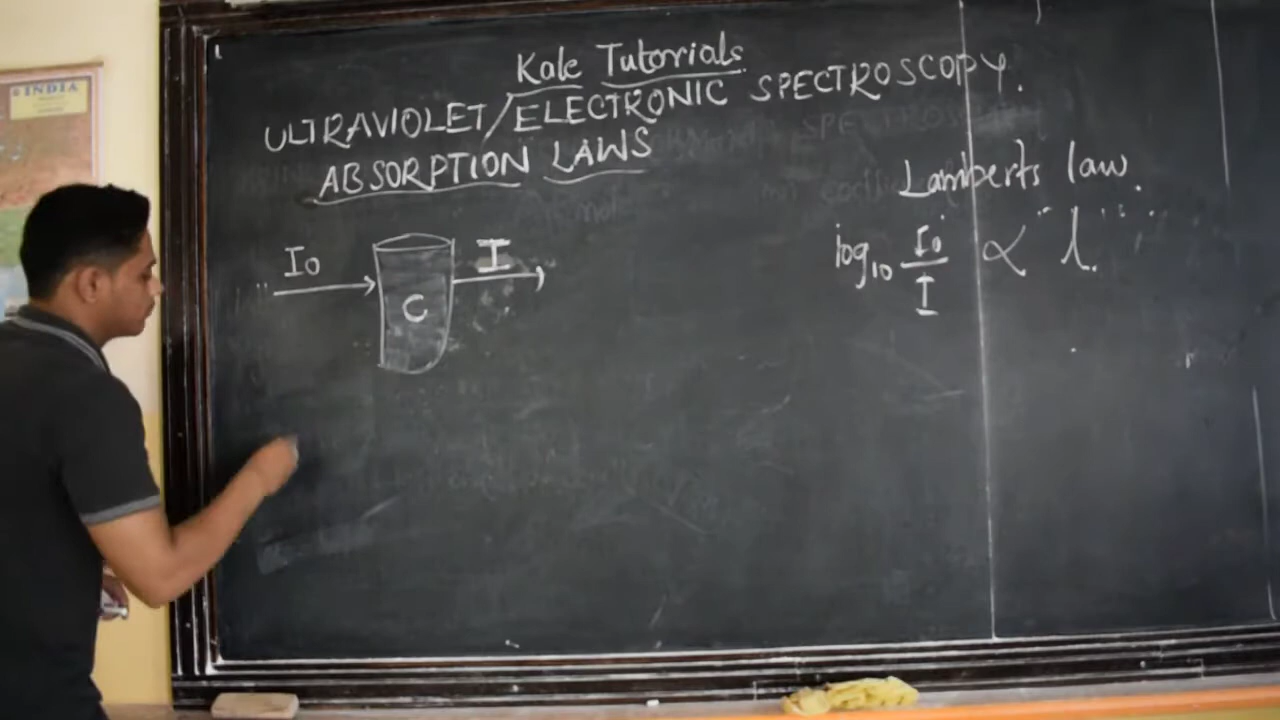 INDIA
Kale Tutorials
ULTRAVIOLET/ELECTRONIC SPECTROSCOPY.
ABSORPTION LAWS
I₀
C
I
Lamberts law.
log₁₀ I₀/I ∝ l.